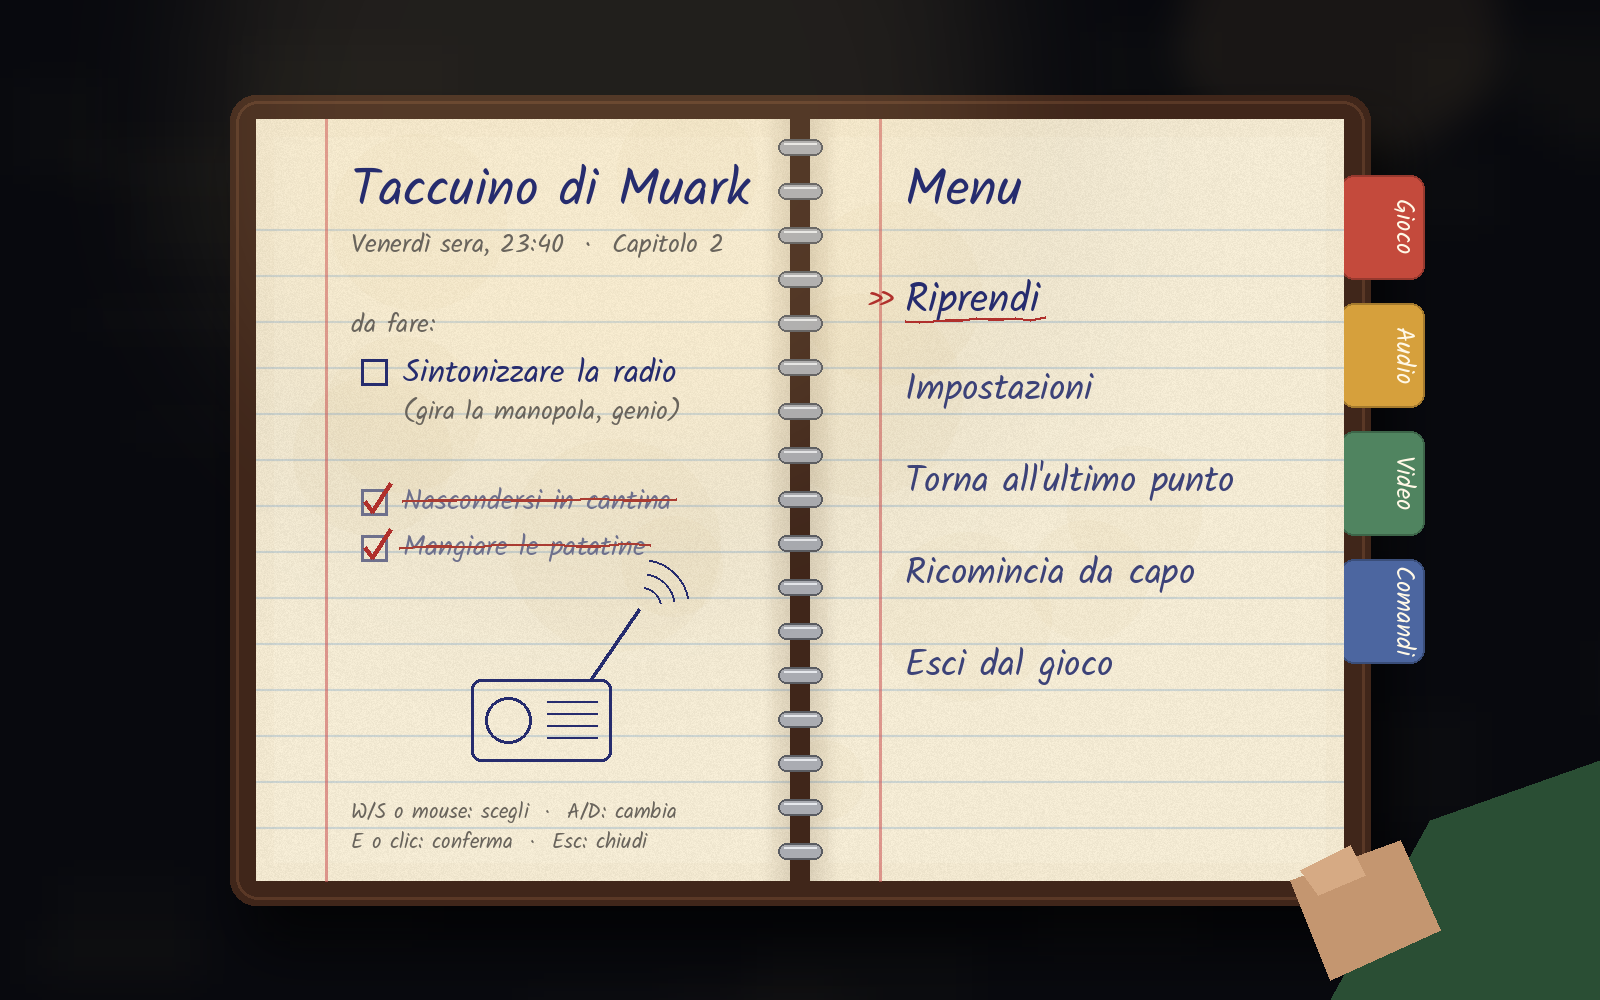 Taccuino di Muark
Venerdì sera, 23:40 · Capitolo 2
da fare:
Sintonizzare la radio
(gira la manopola, genio)
Nascondersi in cantina
Mangiare le patatine
W/S o mouse: scegli · A/D: cambia
E o clic: conferma · Esc: chiudi
Menu
» Riprendi
Impostazioni
Torna all'ultimo punto
Ricomincia da capo
Esci dal gioco
Gioco
Audio
Video
Comandi